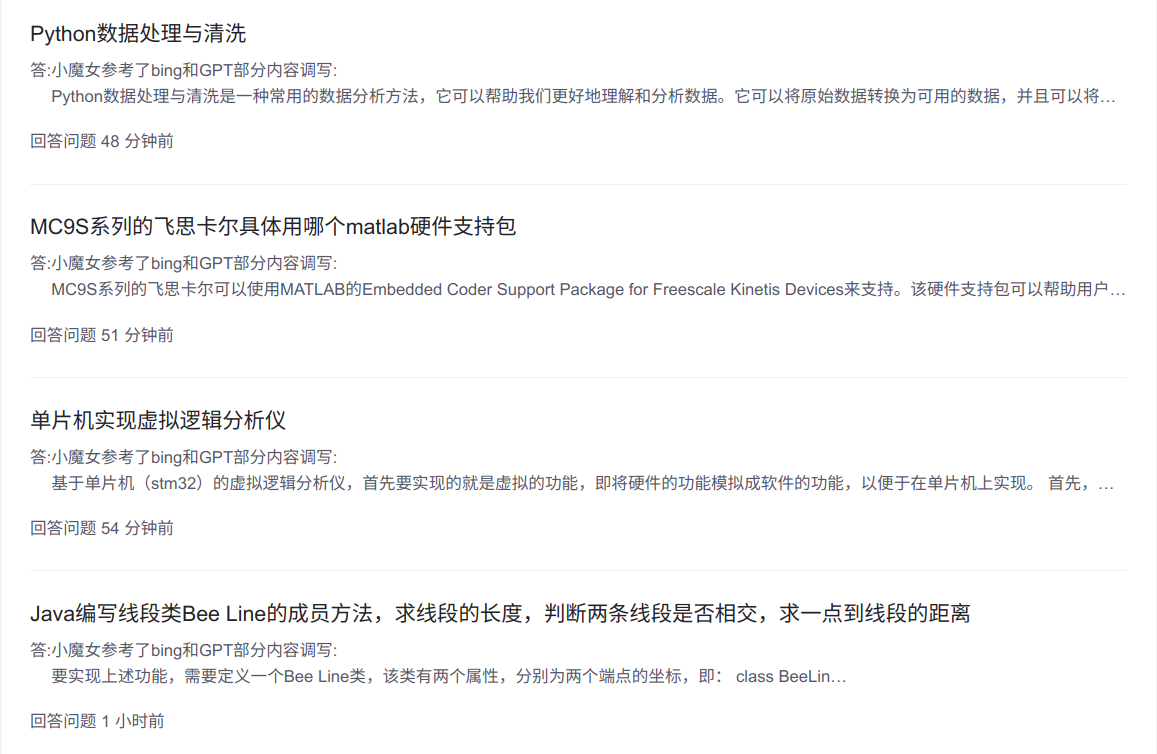 Python数据处理与清洗
答:小魔女参考了bing和GPT部分内容调写:
Python数据处理与清洗是一种常用的数据分析方法，它可以帮助我们更好地理解和分析数据。它可以将原始数据转换为可用的数据，并且可以将…
回答问题 48 分钟前
MC9S系列的飞思卡尔具体用哪个matlab硬件支持包
答:小魔女参考了bing和GPT部分内容调写:
MC9S系列的飞思卡尔可以使用MATLAB的Embedded Coder Support Package for Freescale Kinetis Devices来支持。该硬件支持包可以帮助用户…
回答问题 51 分钟前
单片机实现虚拟逻辑分析仪
答:小魔女参考了bing和GPT部分内容调写:
基于单片机（stm32）的虚拟逻辑分析仪，首先要实现的就是虚拟的功能，即将硬件的功能模拟成软件的功能，以便于在单片机上实现。 首先，…
回答问题 54 分钟前
Java编写线段类Bee Line的成员方法，求线段的长度，判断两条线段是否相交，求一点到线段的距离
答:小魔女参考了bing和GPT部分内容调写:
要实现上述功能，需要定义一个Bee Line类，该类有两个属性，分别为两个端点的坐标，即： class BeeLin…
回答问题 1 小时前